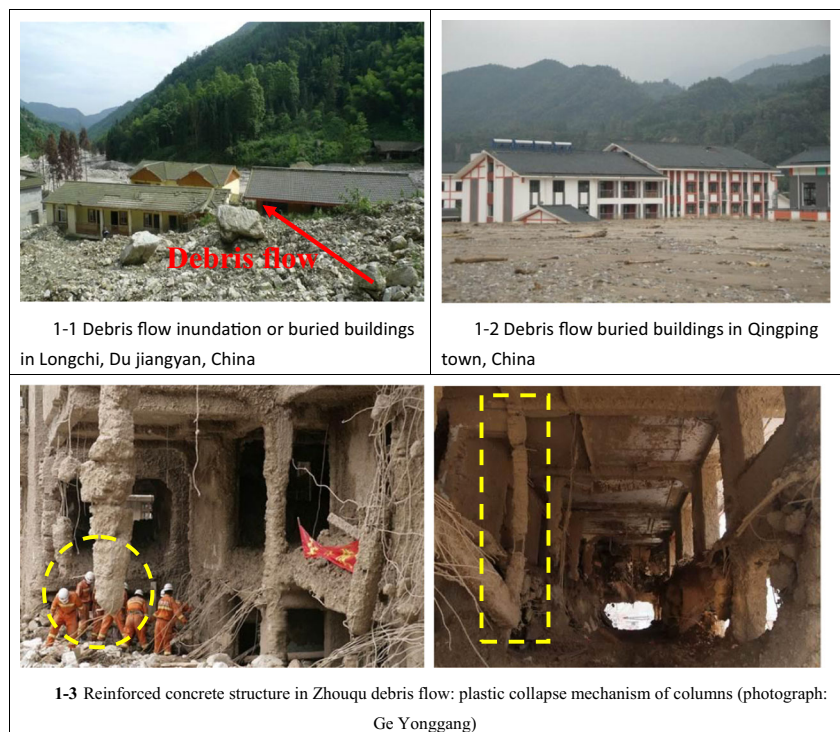 Debris flow
1-1 Debris flow inundation or buried buildings
in Longchi, Du jiangyan, China
1-2 Debris flow buried buildings in Qingping
town, China
1-3 Reinforced concrete structure in Zhouqu debris flow: plastic collapse mechanism of columns (photograph:
Ge Yonggang)